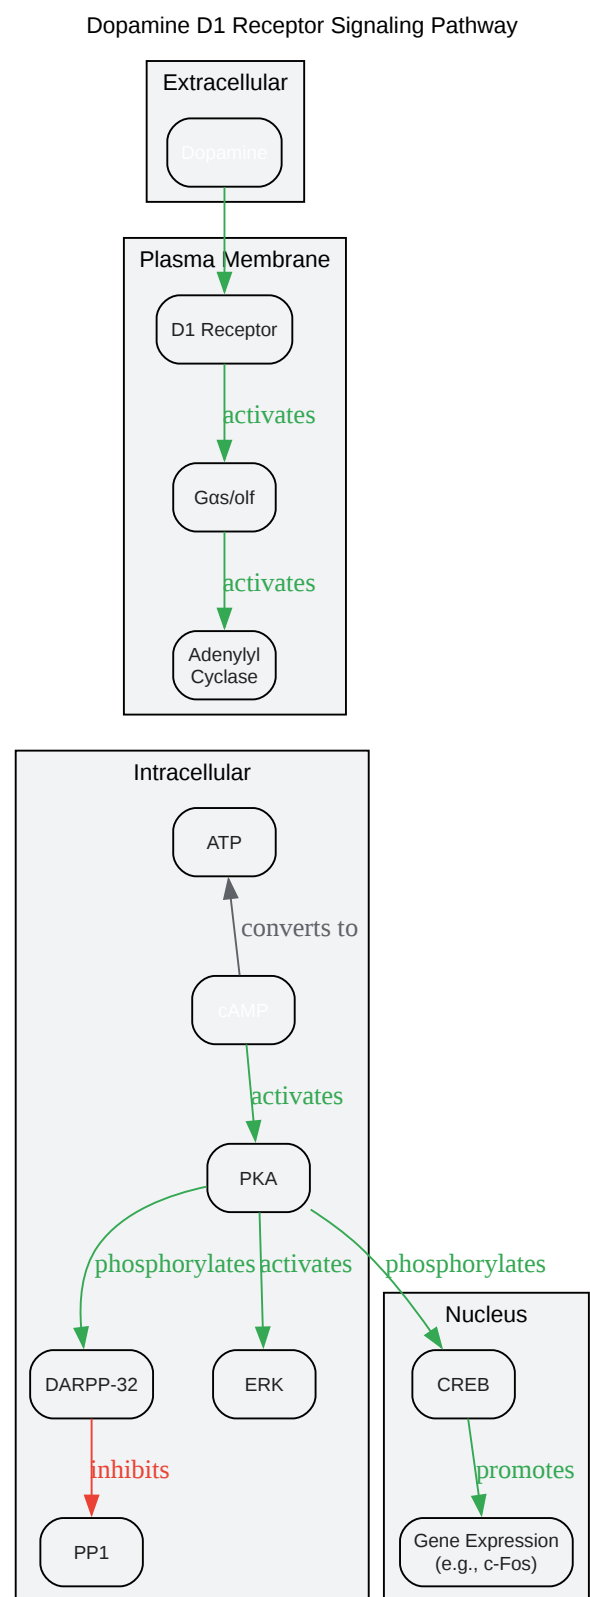 Dopamine D1 Receptor Signaling Pathway
Extracellular
Dopamine
Plasma Membrane
D1 Receptor
activates
Gαs/olf
activates
Adenylyl
Cyclase
Intracellular
ATP
converts to
cAMP
activates
PKA
phosphorylates
activates
phosphorylates
Nucleus
DARPP-32
ERK
CREB
inhibits
promotes
PP1
Gene Expression
(e.g., c-Fos)